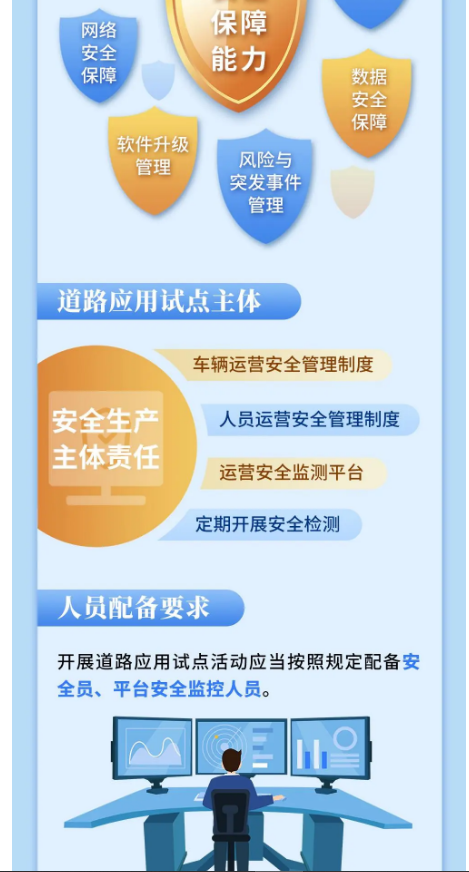 保障
能力
网络
安全
保障
数据
安全
保障
软件升级
管理
风险与
突发事件
管理
道路应用试点主体
安全生产
主体责任
车辆运营安全管理制度
人员运营安全管理制度
运营安全监测平台
定期开展安全检测
人员配备要求
开展道路应用试点活动应当按照规定配备安
全员、平台安全监控人员。